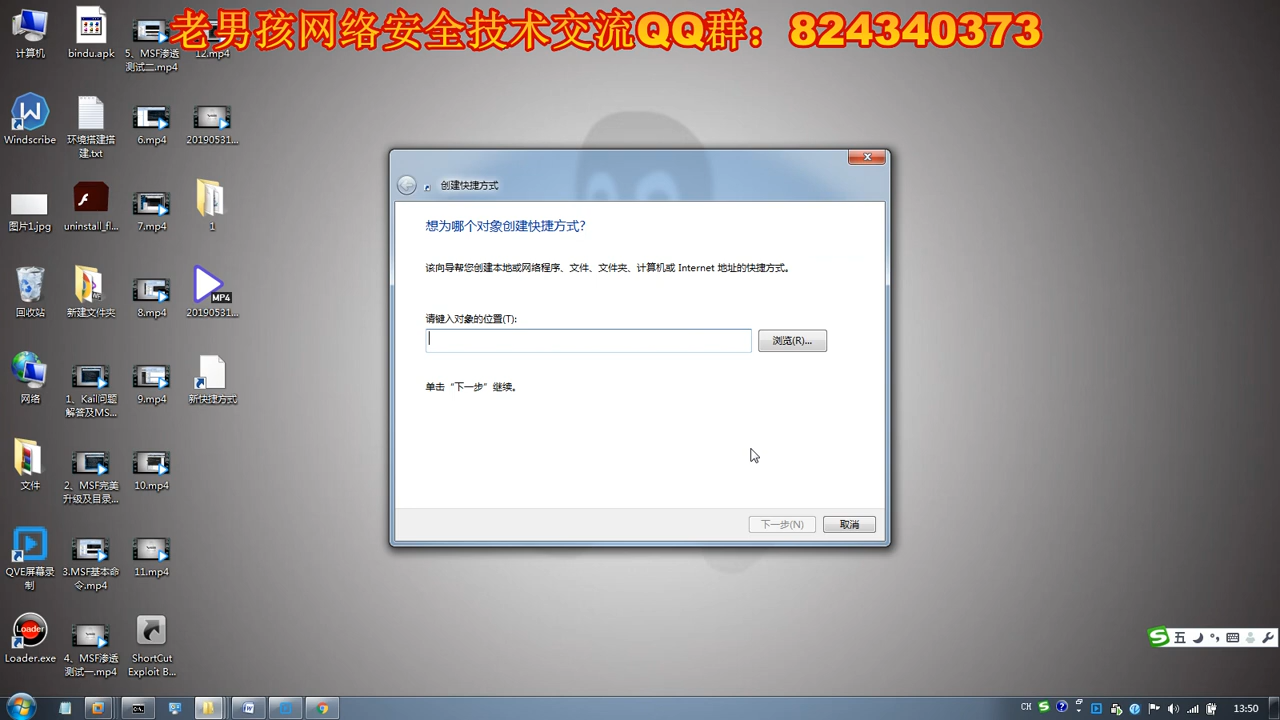 老男孩网络安全技术交流QQ群：824340373
计算机
bindu.apk
5、MSF渗透
测试二.mp4
12.mp4
Windscribe
环境搭建搭
建.txt
6.mp4
20190531...
图片1.jpg
uninstall_fl...
7.mp4
1
回收站
新建文件夹
8.mp4
MP4
20190531...
网络
1、Kail问题
解答及MS...
9.mp4
新快捷方式
文件
2、MSF完美
升级及目录...
10.mp4
QVE屏幕录
制
3.MSF基本命
令.mp4
11.mp4
Loader
Loader.exe
4、MSF渗透
测试一.mp4
ShortCut
Exploit B...
创建快捷方式
想为哪个对象创建快捷方式?
该向导帮您创建本地或网络程序、文件、文件夹、计算机或 Internet 地址的快捷方式。
请键入对象的位置(T):
浏览(R)...
单击“下一步”继续。
下一步(N)
取消
五
CH
13:50